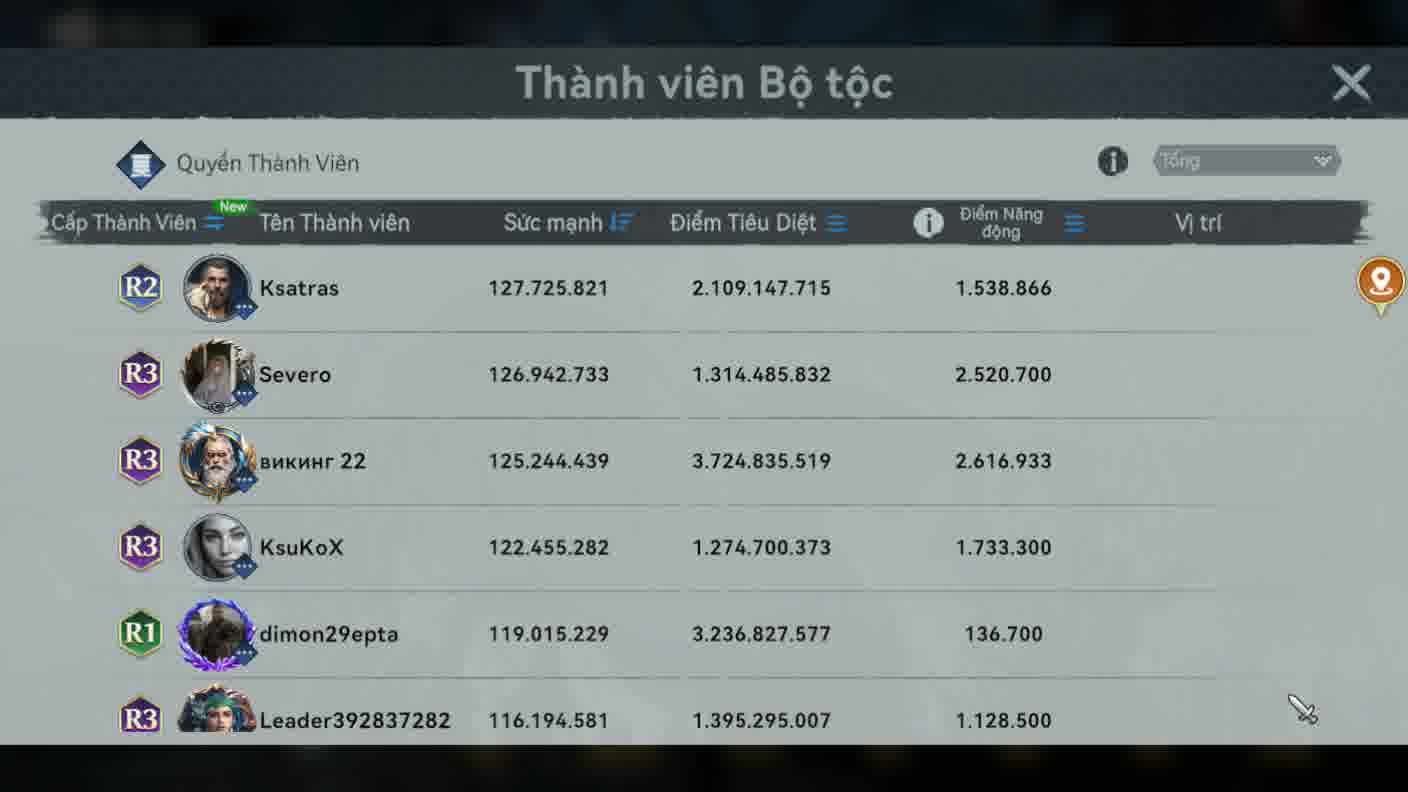 Thành viên Bộ tộc
Quyền Thành Viên
Tổng
Cấp Thành Viên New Tên Thành viên Sức mạnh Điểm Tiêu Diệt Điểm Năng động Vị trí
R2 Ksatras 127.725.821 2.109.147.715 1.538.866
R3 Severo 126.942.733 1.314.485.832 2.520.700
R3 викинг 22 125.244.439 3.724.835.519 2.616.933
R3 KsuKoX 122.455.282 1.274.700.373 1.733.300
R1 dimon29epta 119.015.229 3.236.827.577 136.700
R3 Leader392837282 116.194.581 1.395.295.007 1.128.500